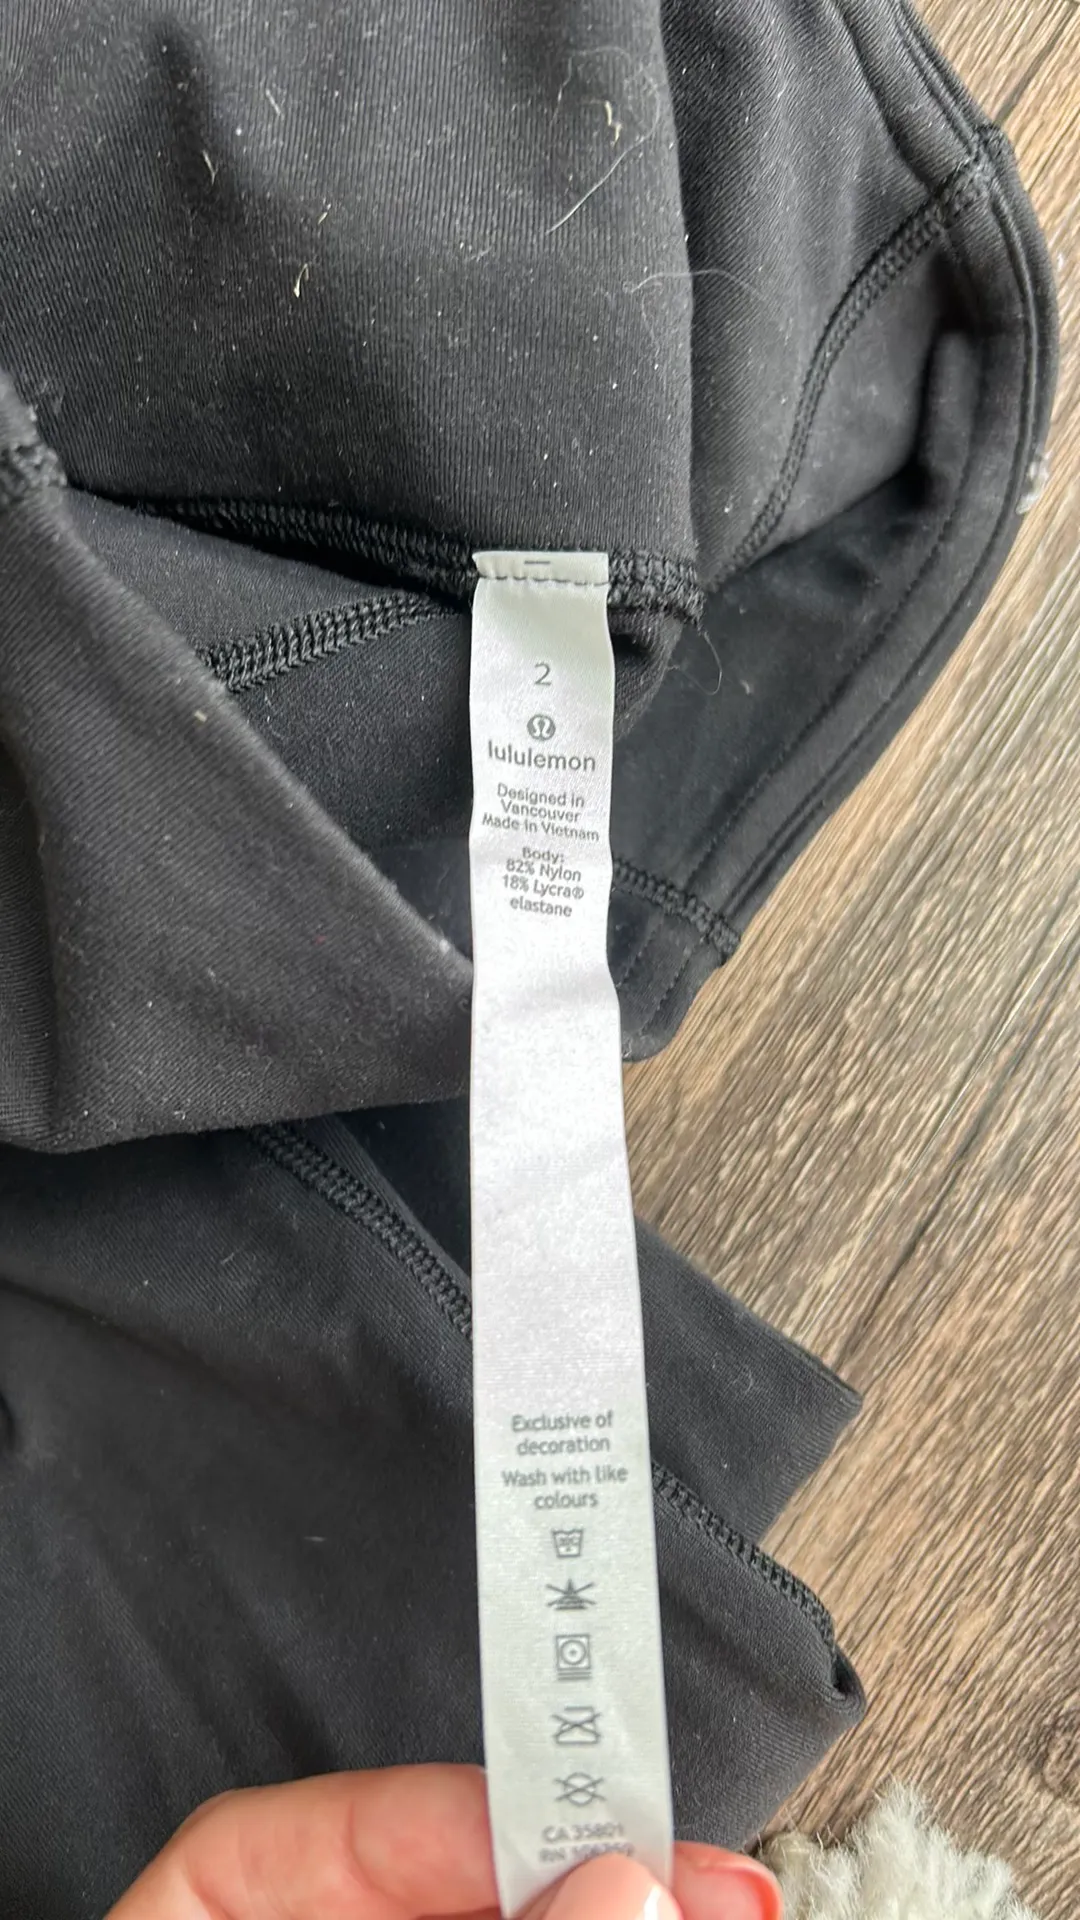 2
lululemon
Designed in
Vancouver
Made in Vietnam
Body:
82% Nylon
18% Lycra®
elastane
Exclusive of
decoration
Wash with like
colours
CA 35801
RN